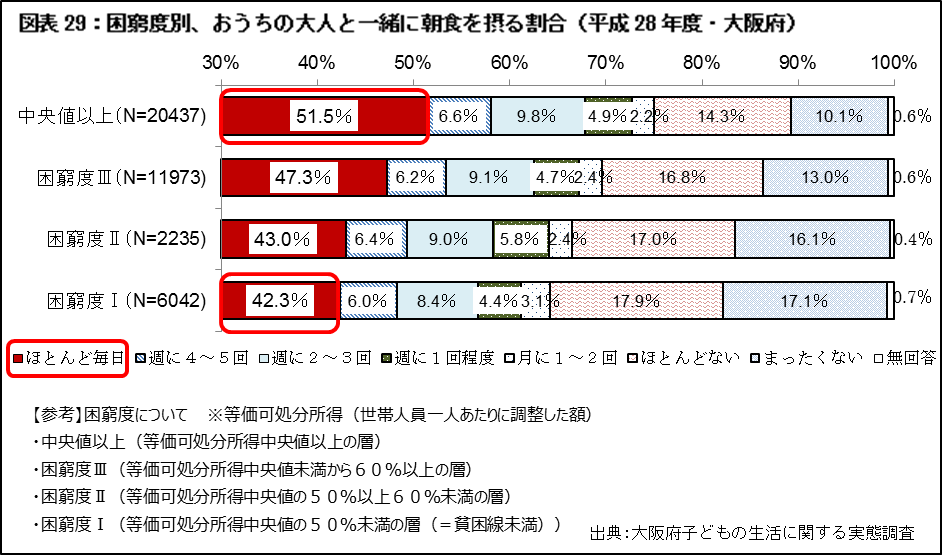 図表 29：困窮度別、おうちの大人と一緒に朝食を摂る割合（平成 28 年度・大阪府）
30% 40% 50% 60% 70% 80% 90% 100%
中央値以上(N=20437) 51.5% 6.6% 9.8% 4.9% 2.2% 14.3% 10.1% 0.6%
困窮度Ⅲ(N=11973) 47.3% 6.2% 9.1% 4.7% 2.4% 16.8% 13.0% 0.6%
困窮度Ⅱ(N=2235) 43.0% 6.4% 9.0% 5.8% 2.4% 17.0% 16.1% 0.4%
困窮度Ⅰ(N=6042) 42.3% 6.0% 8.4% 4.4% 3.1% 17.9% 17.1% 0.7%
ほとんど毎日 週に４～５回 週に２～３回 週に１回程度 月に１～２回 ほとんどない まったくない 無回答
【参考】困窮度について ※等価可処分所得（世帯人員一人あたりに調整した額）
・中央値以上（等価可処分所得中央値以上の層）
・困窮度Ⅲ（等価可処分所得中央値未満から６０％以上の層）
・困窮度Ⅱ（等価可処分所得中央値の５０％以上６０％未満の層）
・困窮度Ⅰ（等価可処分所得中央値の５０％未満の層（＝貧困線未満））
出典：大阪府子どもの生活に関する実態調査